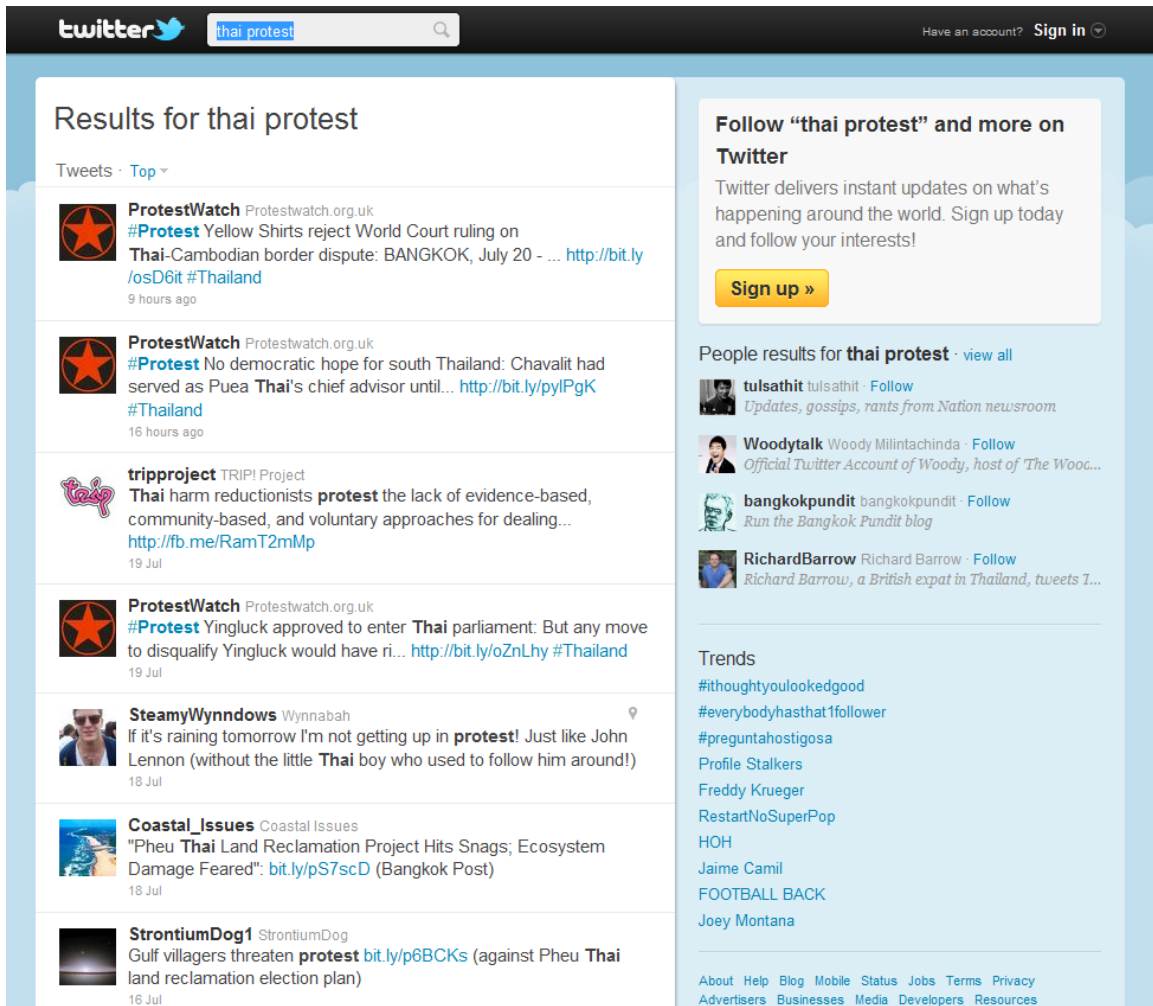 twitter
thai protest
Have an account? Sign in
Results for thai protest
Tweets · Top
ProtestWatch Protestwatch.org.uk
#Protest Yellow Shirts reject World Court ruling on
Thai-Cambodian border dispute: BANGKOK, July 20 - ... http://bit.ly
/osD6it #Thailand
9 hours ago
ProtestWatch Protestwatch.org.uk
#Protest No democratic hope for south Thailand: Chavalit had
served as Puea Thai's chief advisor until... http://bit.ly/pylPgK
#Thailand
16 hours ago
tripproject TRIP! Project
Thai harm reductionists protest the lack of evidence-based,
community-based, and voluntary approaches for dealing...
http://fb.me/RamT2mMp
19 Jul
ProtestWatch Protestwatch.org.uk
#Protest Yingluck approved to enter Thai parliament: But any move
to disqualify Yingluck would have ri... http://bit.ly/oZnLhy #Thailand
19 Jul
SteamyWynndows Wynnabah
If it's raining tomorrow I'm not getting up in protest! Just like John
Lennon (without the little Thai boy who used to follow him around!)
18 Jul
Coastal_Issues Coastal Issues
"Pheu Thai Land Reclamation Project Hits Snags; Ecosystem
Damage Feared": bit.ly/pS7scD (Bangkok Post)
18 Jul
StrontiumDog1 StrontiumDog
Gulf villagers threaten protest bit.ly/p6BCKs (against Pheu Thai
land reclamation election plan)
16 Jul
Follow “thai protest” and more on
Twitter
Twitter delivers instant updates on what's
happening around the world. Sign up today
and follow your interests!
Sign up »
People results for thai protest · view all
tulsathit tulsathit · Follow
Updates, gossips, rants from Nation newsroom
Woodytalk Woody Milintachinda · Follow
Official Twitter Account of Woody, host of 'The Wooc...
bangkokpundit bangkokpundit · Follow
Run the Bangkok Pundit blog
RichardBarrow Richard Barrow · Follow
Richard Barrow, a British expat in Thailand, tweets T...
Trends
#ithoughtyoulookedgood
#everybodyhasthat1follower
#preguntahostigosa
Profile Stalkers
Freddy Krueger
RestartNoSuperPop
HOH
Jaime Camil
FOOTBALL BACK
Joey Montana
About Help Blog Mobile Status Jobs Terms Privacy
Advertisers Businesses Media Developers Resources